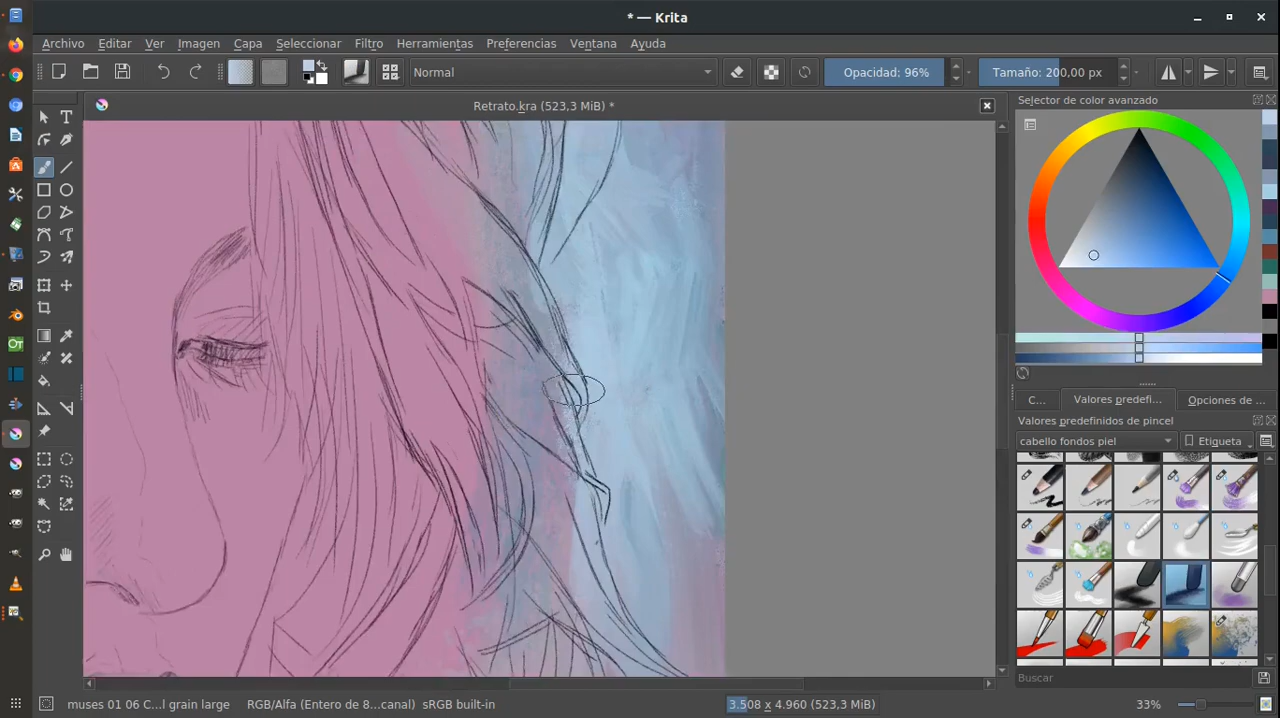 * — Krita
Archivo Editar Ver Imagen Capa Seleccionar Filtro Herramientas Preferencias Ventana Ayuda
Normal Opacidad: 96% Tamaño: 200,00 px
Retrato.kra (523,3 MiB) *
Selector de color avanzado
C... Valores predefi... Opciones de ...
Valores predefinidos de pincel
cabello fondos piel Etiqueta
Buscar
muses 01 06 C...l grain large RGB/Alfa (Entero de 8...canal) sRGB built-in 3.508 x 4.960 (523,3 MiB) 33%